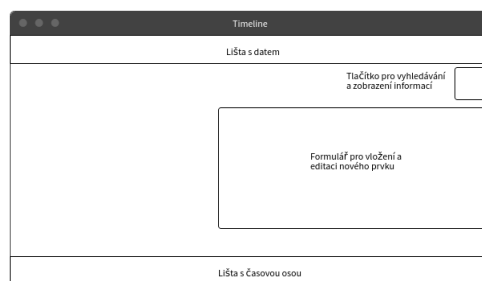 Timeline
Lišta s datem
Tlačítko pro vyhledávání
a zobrazení informací
Formulář pro vložení a
editaci nového prvku
Lišta s časovou osou